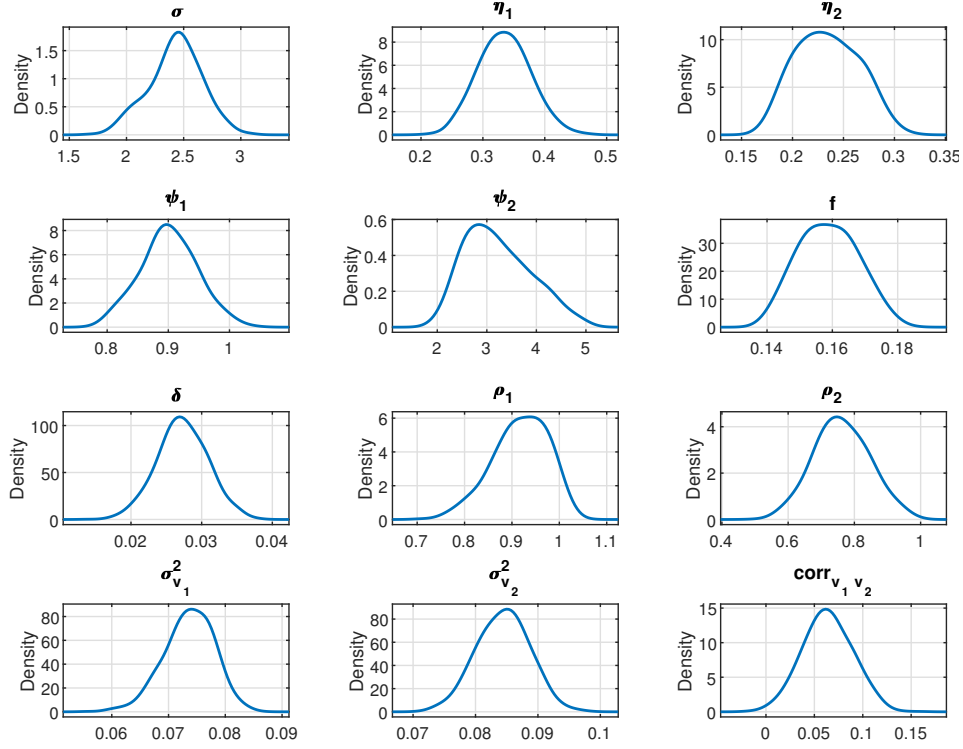 σ
Density
1.5
1
0.5
0
1.5 2 2.5 3
η1
8
6
4
2
0
0.2 0.3 0.4 0.5
η2
10
5
0
0.15 0.2 0.25 0.3 0.35
ψ1
Density
8
6
4
2
0
0.8 0.9 1
ψ2
0.6
0.4
0.2
0
2 3 4 5
f
Density
30
20
10
0
0.14 0.16 0.18
δ
Density
100
50
0
0.02 0.03 0.04
ρ1
Density
6
4
2
0
0.7 0.8 0.9 1 1.1
ρ2
Density
4
2
0
0.4 0.6 0.8 1
σ²v1
Density
80
60
40
20
0
0.06 0.07 0.08 0.09
σ²v2
Density
80
60
40
20
0
0.07 0.08 0.09 0.1
corrv1 v2
Density
15
10
5
0
0 0.05 0.1 0.15